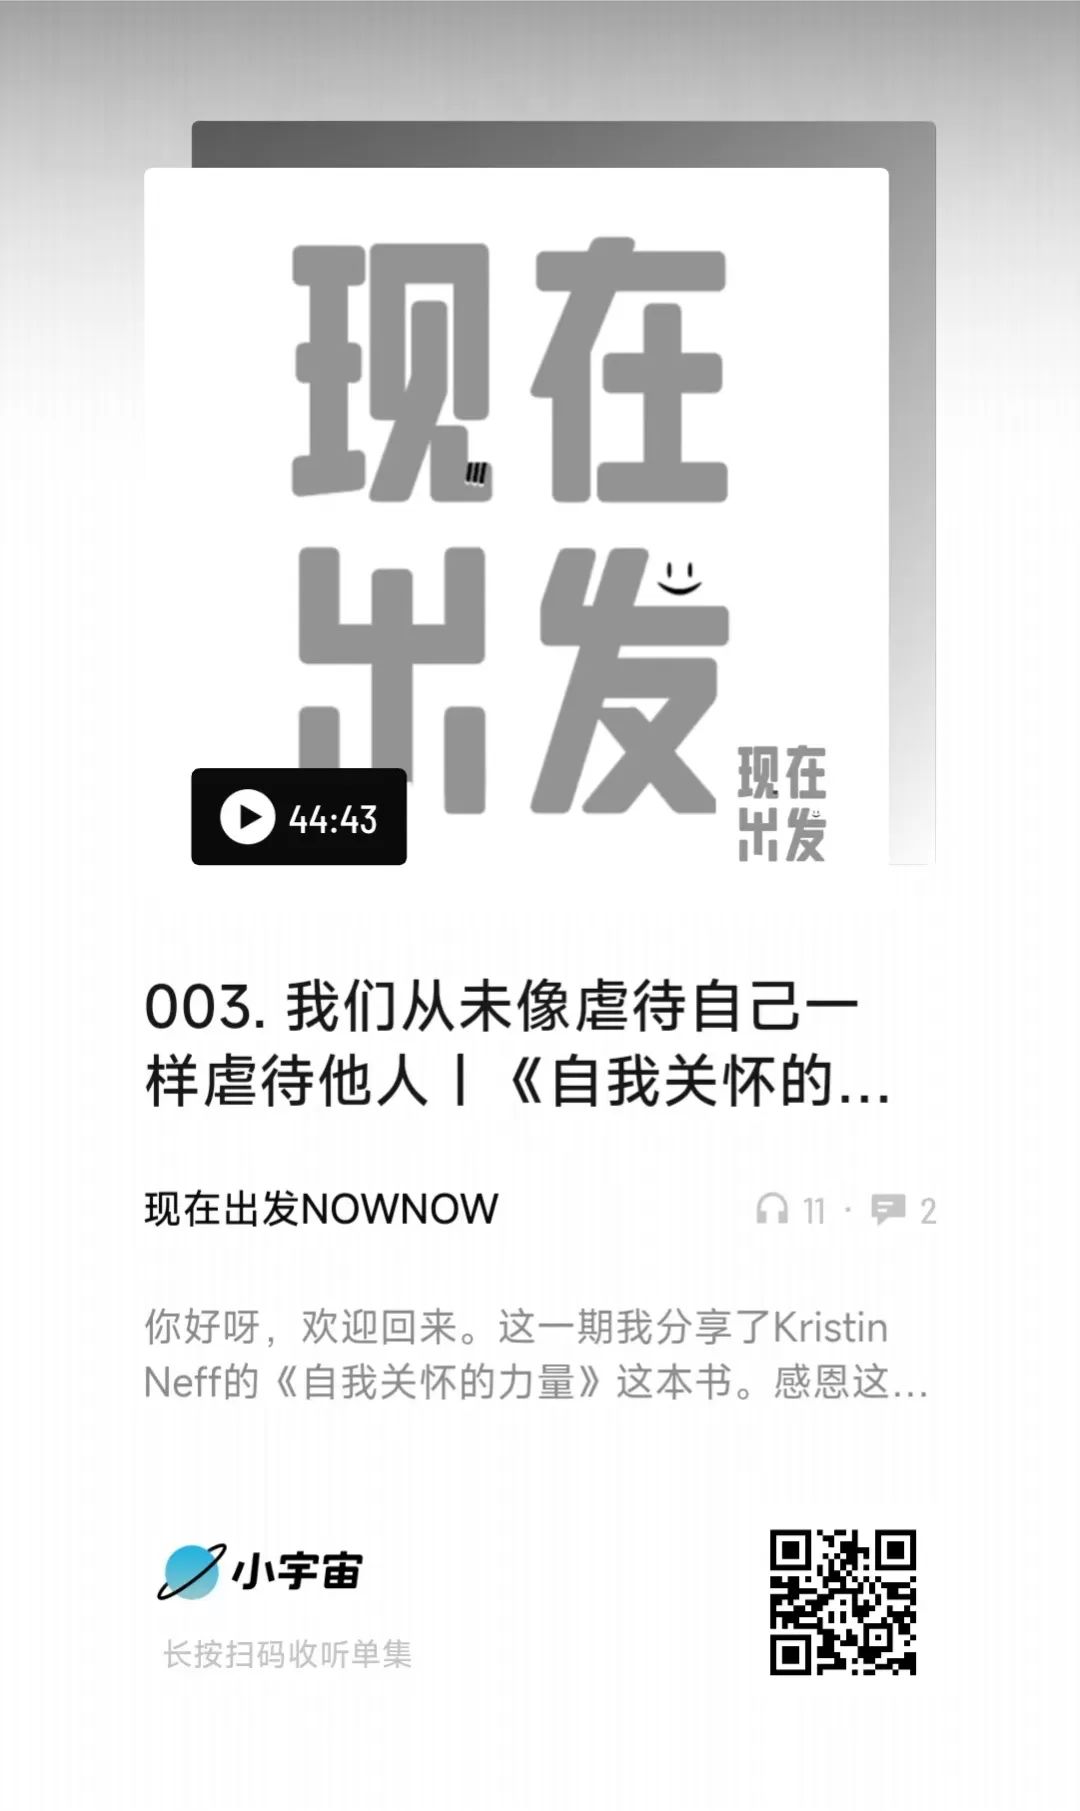 现在
出发
现在
出发
44:43
003. 我们从未像虐待自己一
样虐待他人丨《自我关怀的...
现在出发NOWNOW
11 · 2
你好呀，欢迎回来。这一期我分享了Kristin
Neff的《自我关怀的力量》这本书。感恩这...
小宇宙
长按扫码收听单集